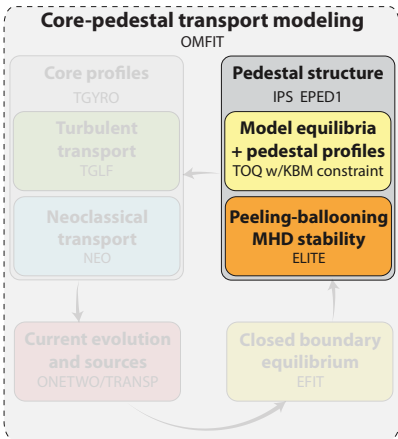 Core-pedestal transport modeling
OMFIT
Core profiles
TGYRO
Turbulent
transport
TGLF
Neoclassical
transport
NEO
Pedestal structure
IPS EPED1
Model equilibria
+ pedestal profiles
TOQ w/KBM constraint
Peeling-ballooning
MHD stability
ELITE
Current evolution
and sources
ONETWO/TRANSP
Closed boundary
equilibrium
EFIT